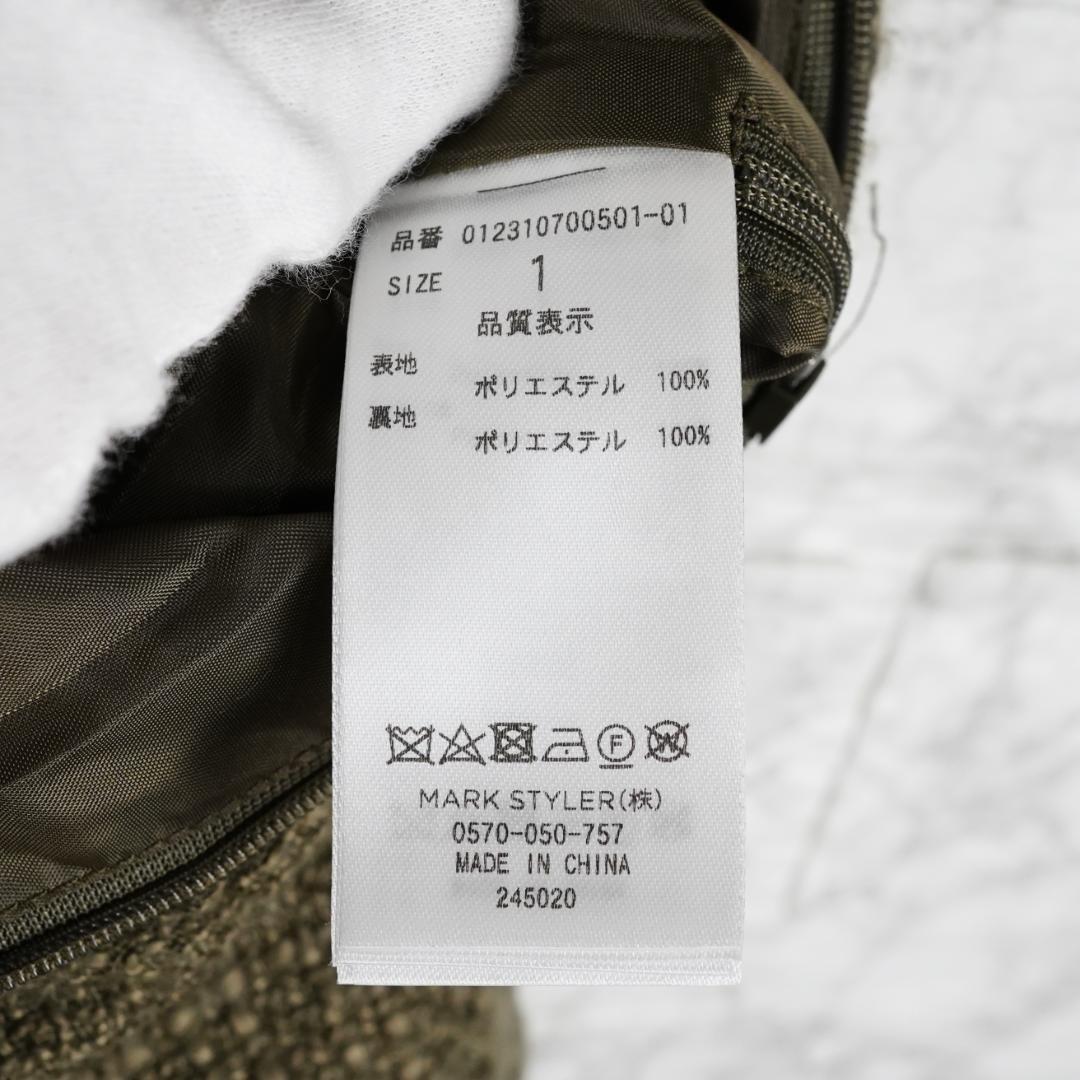 品番 012310700501-01
SIZE 1
品質表示
表地
ポリエステル 100%
裏地
ポリエステル 100%
F W
MARK STYLER(株)
0570-050-757
MADE IN CHINA
245020